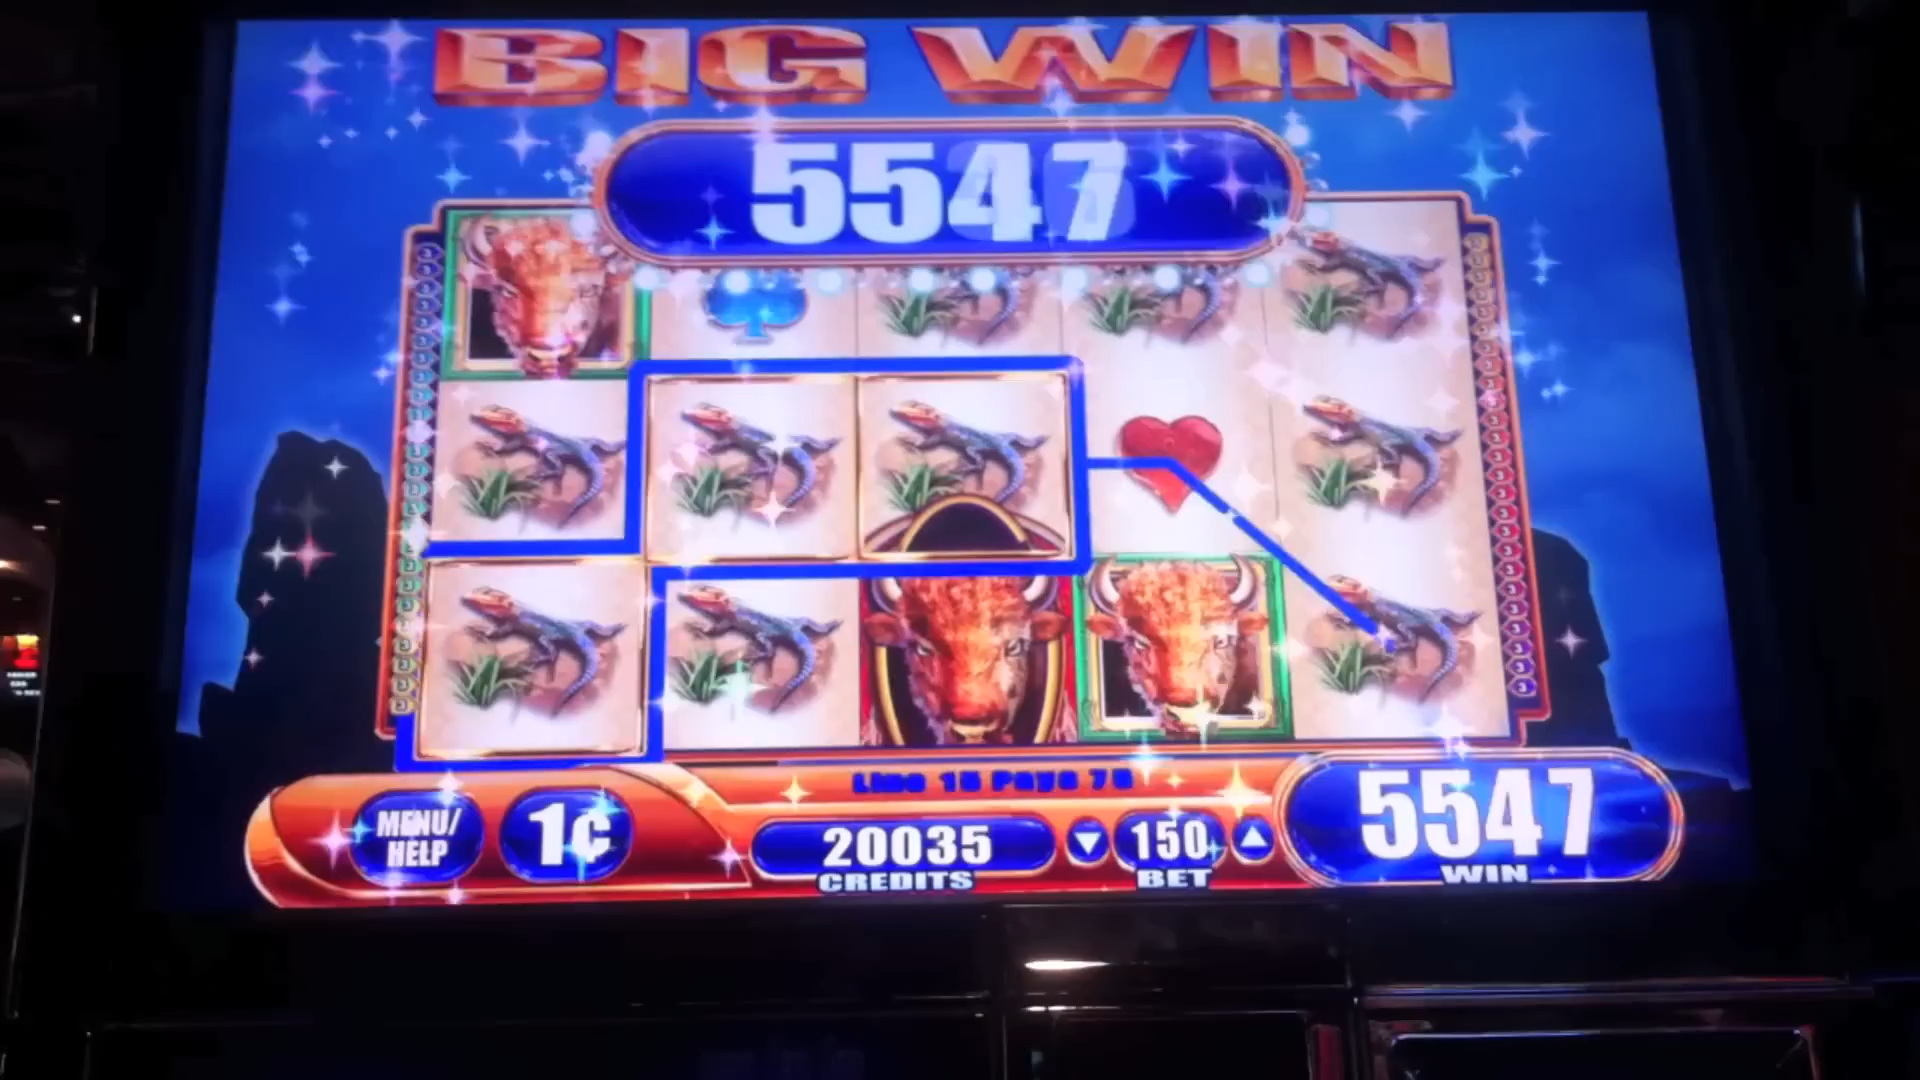 BIG WIN
5547
Line 15 Pays 75
MENU/
HELP
1¢
20035
CREDITS
150
BET
5547
WIN